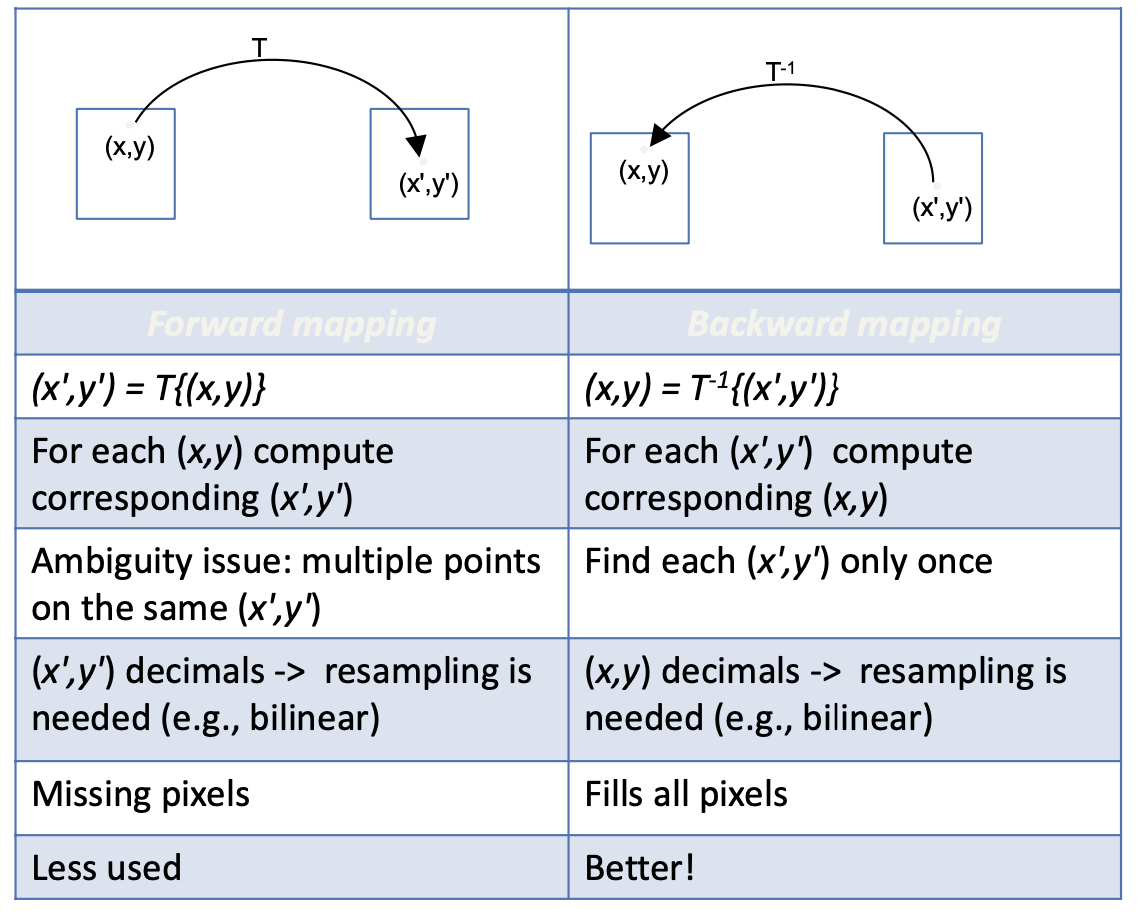 T
(x,y)
(x',y')
T-1
(x,y)
(x',y')
Forward mapping
Backward mapping
(x',y') = T{(x,y)}
(x,y) = T-1{(x',y')}
For each (x,y) compute
corresponding (x',y')
For each (x',y')  compute
corresponding (x,y)
Ambiguity issue: multiple points
on the same (x',y')
Find each (x',y') only once
(x',y') decimals ->  resampling is
needed (e.g., bilinear)
(x,y) decimals ->  resampling is
needed (e.g., bilinear)
Missing pixels
Fills all pixels
Less used
Better!